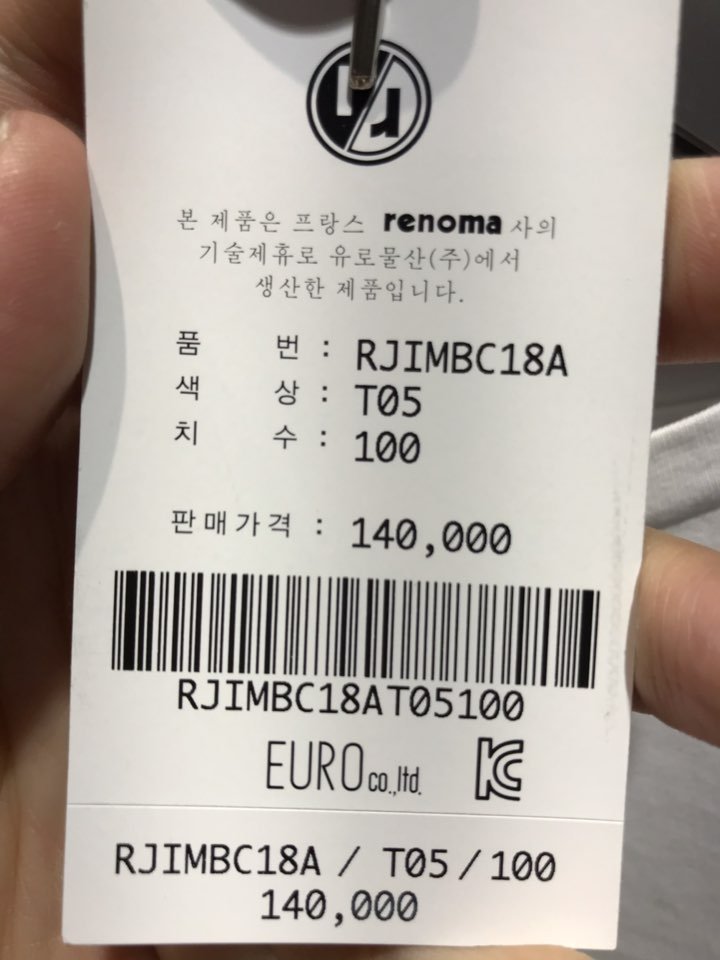 본 제품은 프랑스 renoma 사의
기술제휴로 유로물산(주)에서
생산한 제품입니다.
품 번 : RJIMBC18A
색 상 : T05
치 수 : 100
판매가격 : 140,000
RJIMBC18AT05100
EURO co.,ltd. KC
RJIMBC18A / T05 / 100
140,000